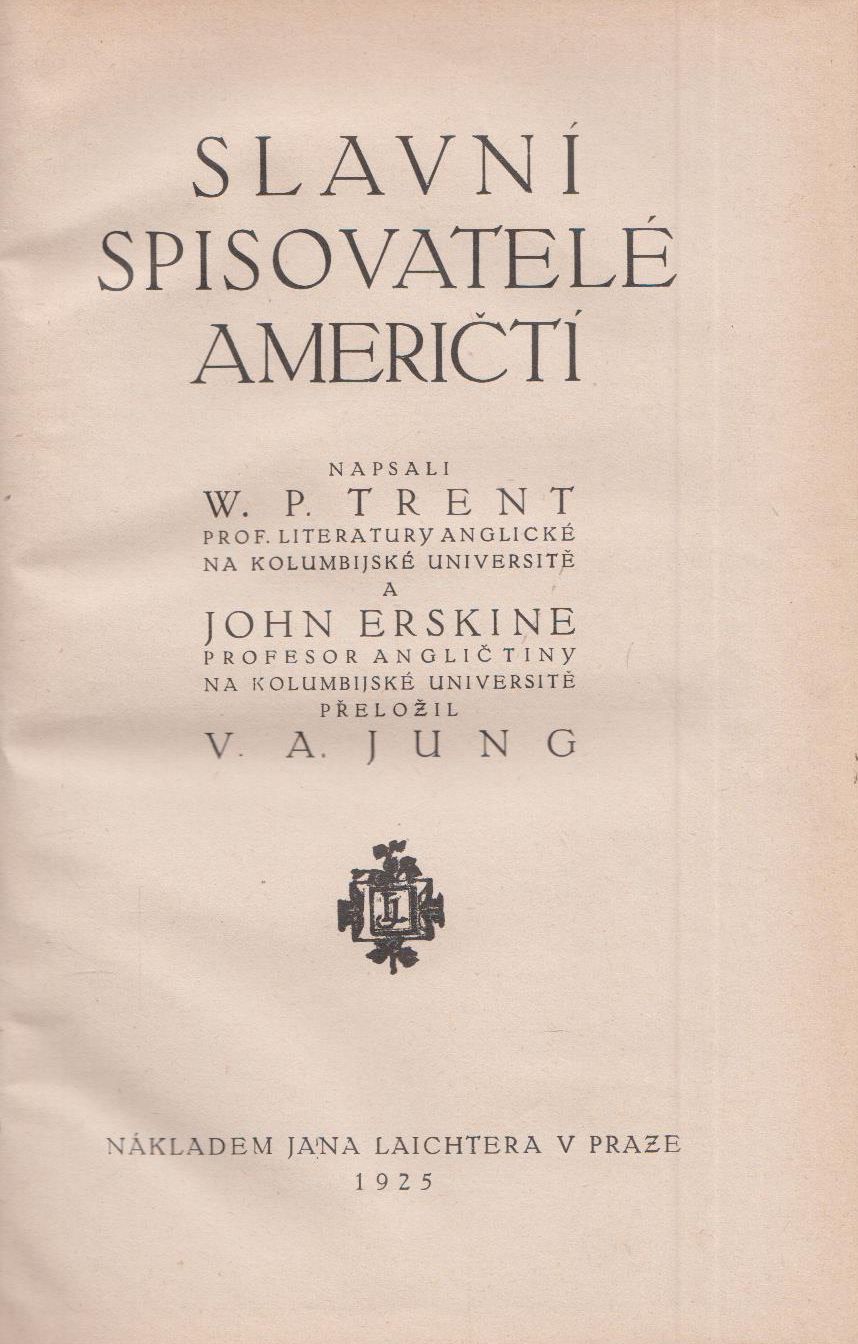 SLAVNÍ
SPISOVATELÉ
AMERIČTÍ
NAPSALI
W. P. TRENT
PROF. LITERATURY ANGLICKÉ
NA KOLUMBIJSKÉ UNIVERSITĚ
A
JOHN ERSKINE
PROFESOR ANGLIČTINY
NA KOLUMBIJSKÉ UNIVERSITĚ
PŘELOŽIL
V. A. JUNG
JL
NÁKLADEM JANA LAICHTERA V PRAZE
1925